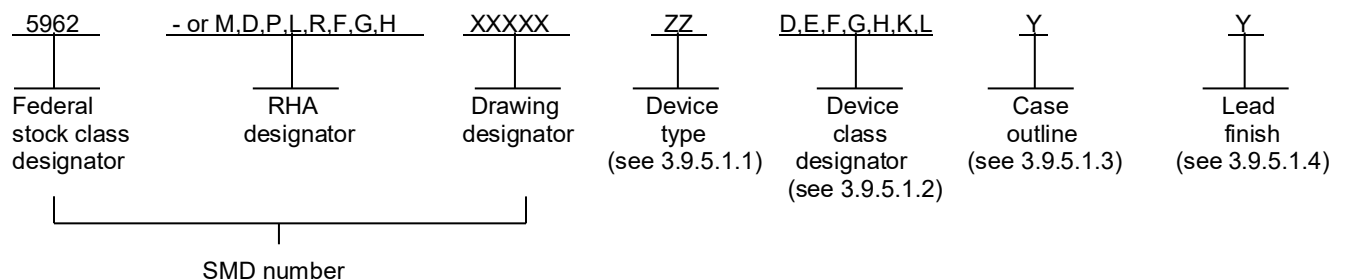 5962 - or M,D,P,L,R,F,G,H XXXXX ZZ D,E,F,G,H,K,L Y Y
Federal RHA Drawing Device Device Case Lead
stock class designator designator type class outline finish
designator (see 3.9.5.1.1) designator (see 3.9.5.1.3) (see 3.9.5.1.4)
(see 3.9.5.1.2)
SMD number